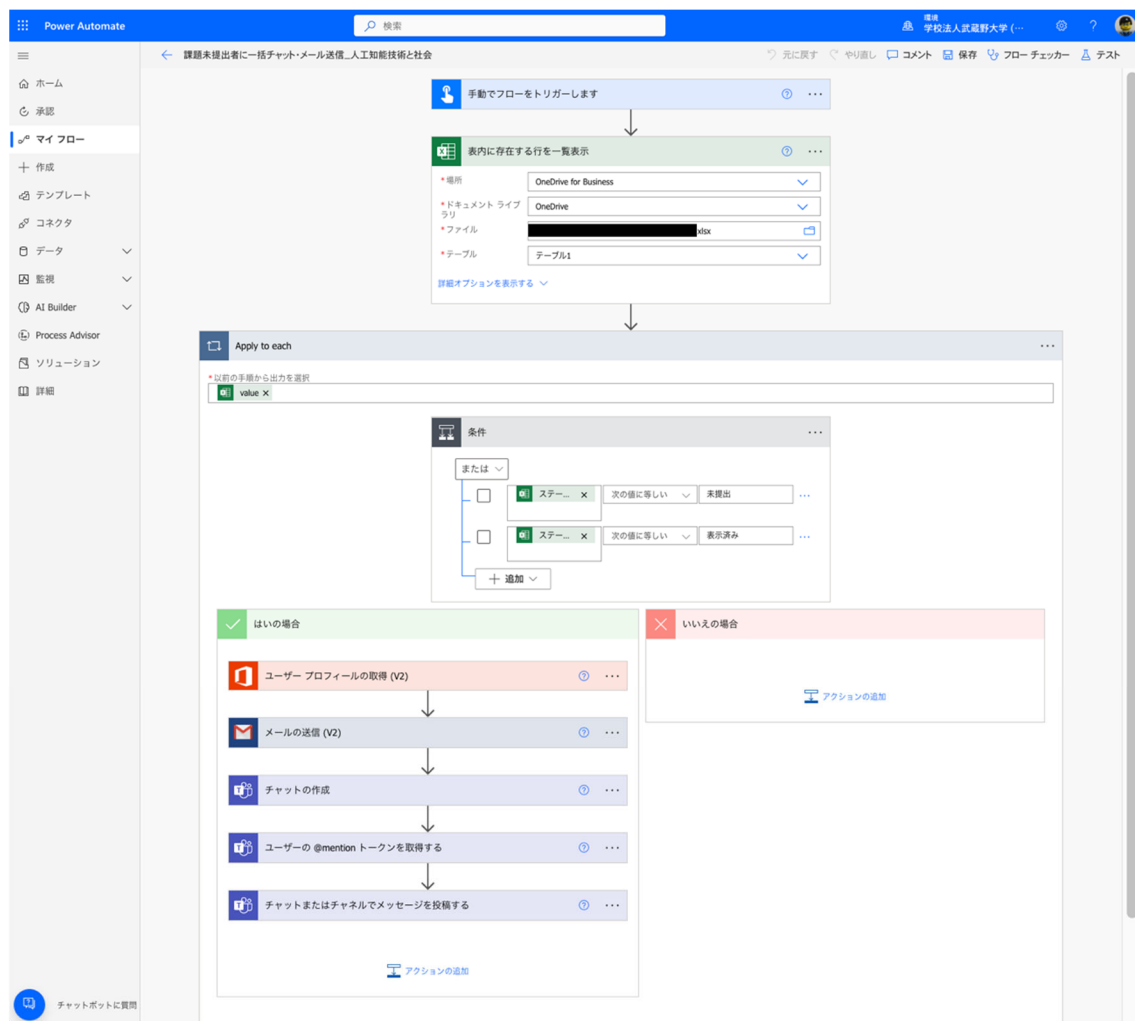 Power Automate
検索
環境
学校法人武蔵野大学 (…
?
課題未提出者に一括チャット・メール送信_人工知能技術と社会
元に戻す やり直し コメント 保存 フロー チェッカー テスト
ホーム
承認
マイ フロー
作成
テンプレート
コネクタ
データ
監視
AI Builder
Process Advisor
ソリューション
詳細
チャットボットに質問
手動でフローをトリガーします
表内に存在する行を一覧表示
*場所
OneDrive for Business
*ドキュメント ライブ
ラリ
OneDrive
*ファイル
xlsx
*テーブル
テーブル1
詳細オプションを表示する
Apply to each
*以前の手順から出力を選択
value ×
条件
または
ステー... × 次の値に等しい 未提出
ステー... × 次の値に等しい 表示済み
追加
はいの場合
ユーザー プロフィールの取得 (V2)
メールの送信 (V2)
チャットの作成
ユーザーの @mention トークンを取得する
チャットまたはチャネルでメッセージを投稿する
アクションの追加
いいえの場合
アクションの追加